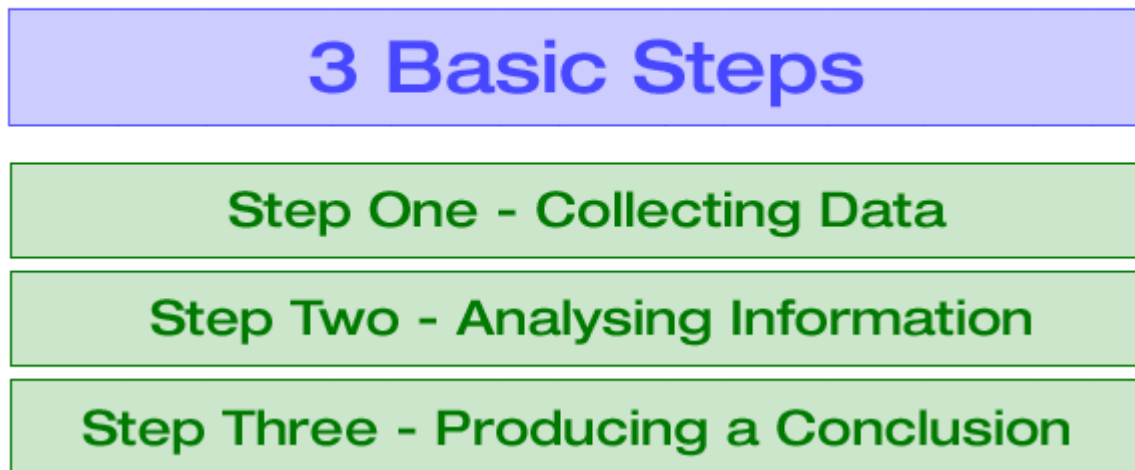 3 Basic Steps
Step One - Collecting Data
Step Two - Analysing Information
Step Three - Producing a Conclusion